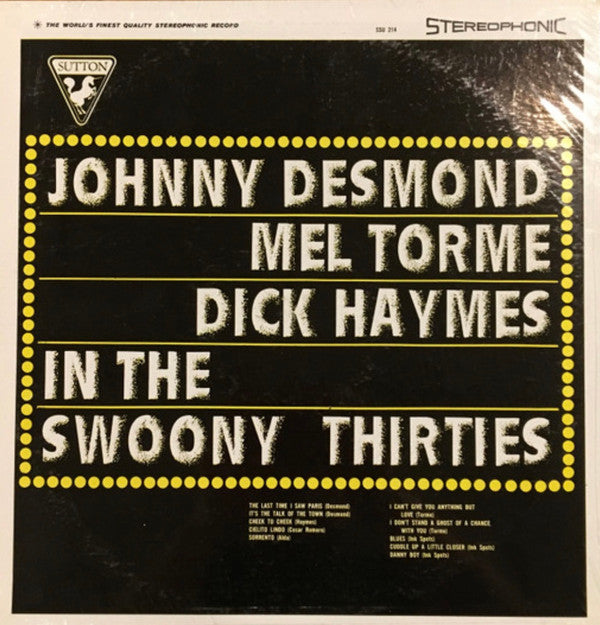 * THE WORLD'S FINEST QUALITY STEREOPHONIC RECORD
SSU 214
STEREOPHONIC
SUTTON
JOHNNY DESMOND
MEL TORME
DICK HAYMES
IN THE
SWOONY THIRTIES
THE LAST TIME I SAW PARIS (Desmond)
IT'S THE TALK OF THE TOWN (Desmond)
CHEEK TO CHEEK (Haymes)
CIELITO LINDO (Cesar Romero)
SORRENTO (Alda)
I CAN'T GIVE YOU ANYTHING BUT
LOVE (Torme)
I DON'T STAND A GHOST OF A CHANCE
WITH YOU (Torme)
BLUES (Ink Spots)
CUDDLE UP A LITTLE CLOSER (Ink Spots)
DANNY BOY (Ink Spots)